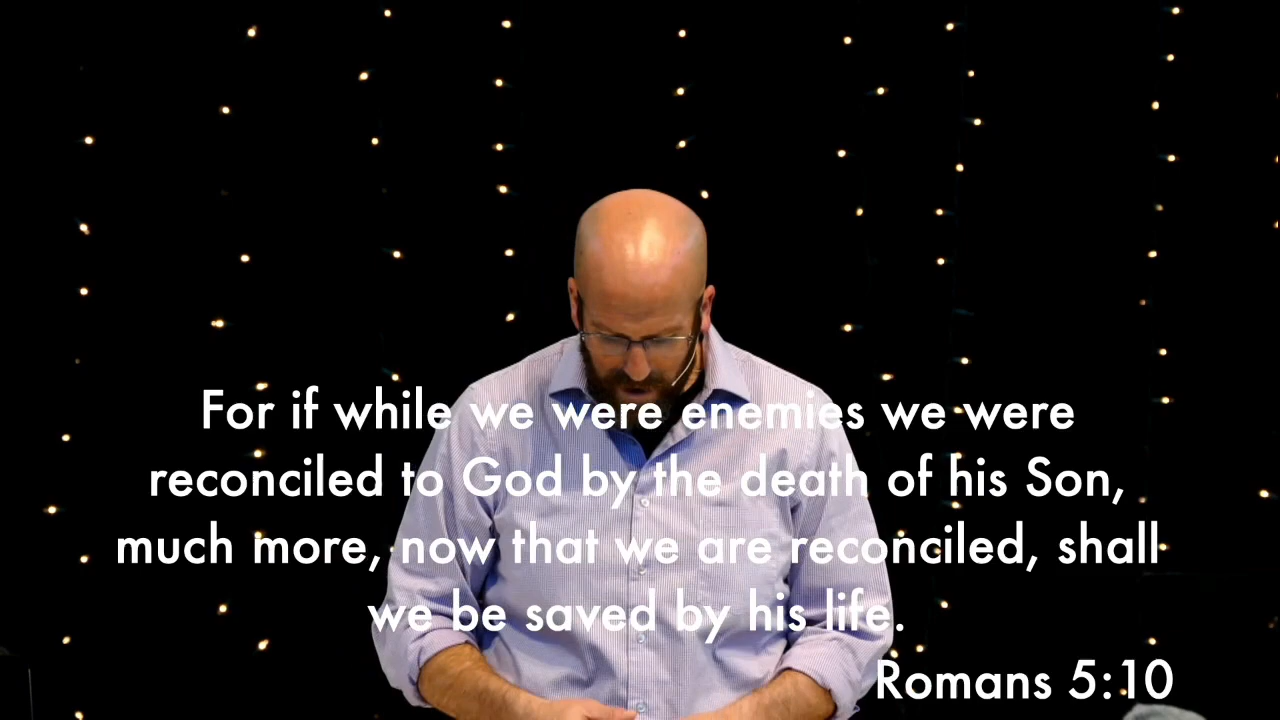 For if while we were enemies we were
reconciled to God by the death of his Son,
much more, now that we are reconciled, shall
we be saved by his life.
Romans 5:10